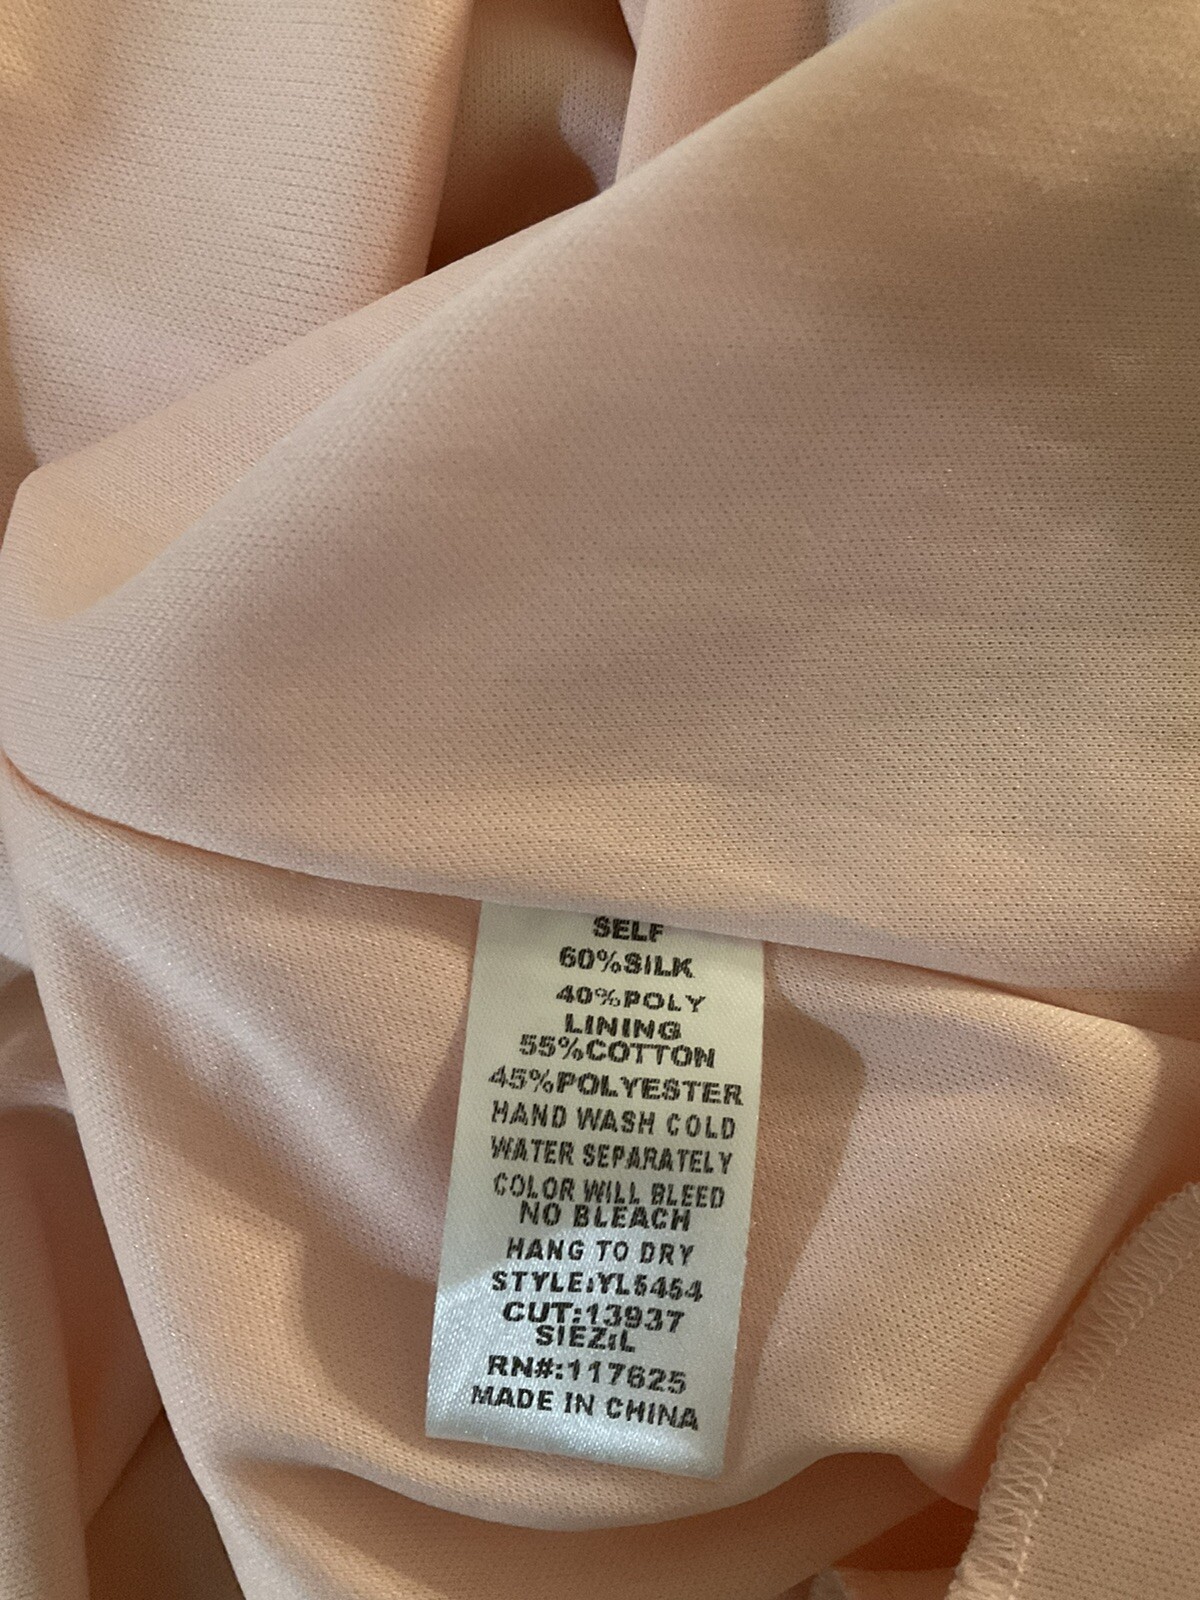 SELF
60%SILK
40%POLY
LINING
55%COTTON
45%POLYESTER
HAND WASH COLD
WATER SEPARATELY
COLOR WILL BLEED
NO BLEACH
HANG TO DRY
STYLE:YL5454
CUT:13937
SIEZ:L
RN#:117625
MADE IN CHINA